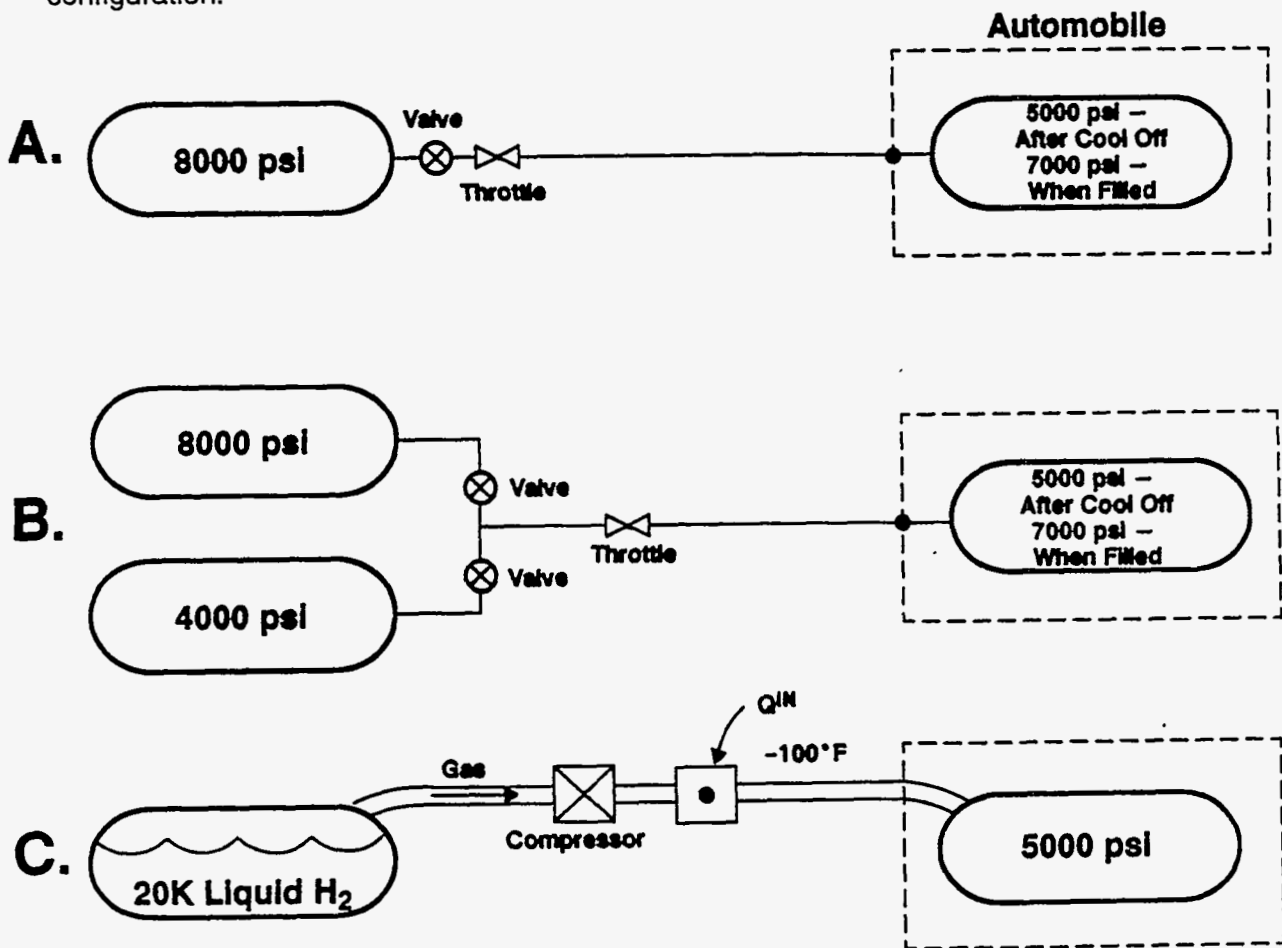 configuration.
Automobile
A.
8000 psi
Valve
Throttle
5000 psi –
After Cool Off
7000 psi –
When Filled
B.
8000 psi
4000 psi
Valve
Valve
Throttle
5000 psi –
After Cool Off
7000 psi –
When Filled
C.
20K Liquid H₂
Gas
Compressor
Qᴵᴺ
-100°F
5000 psi